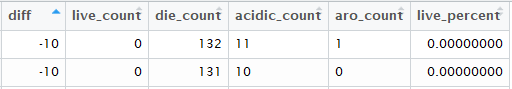 diff live_count die_count acidic_count aro_count live_percent
-10 0 132 11 1 0.00000000
-10 0 131 10 0 0.00000000